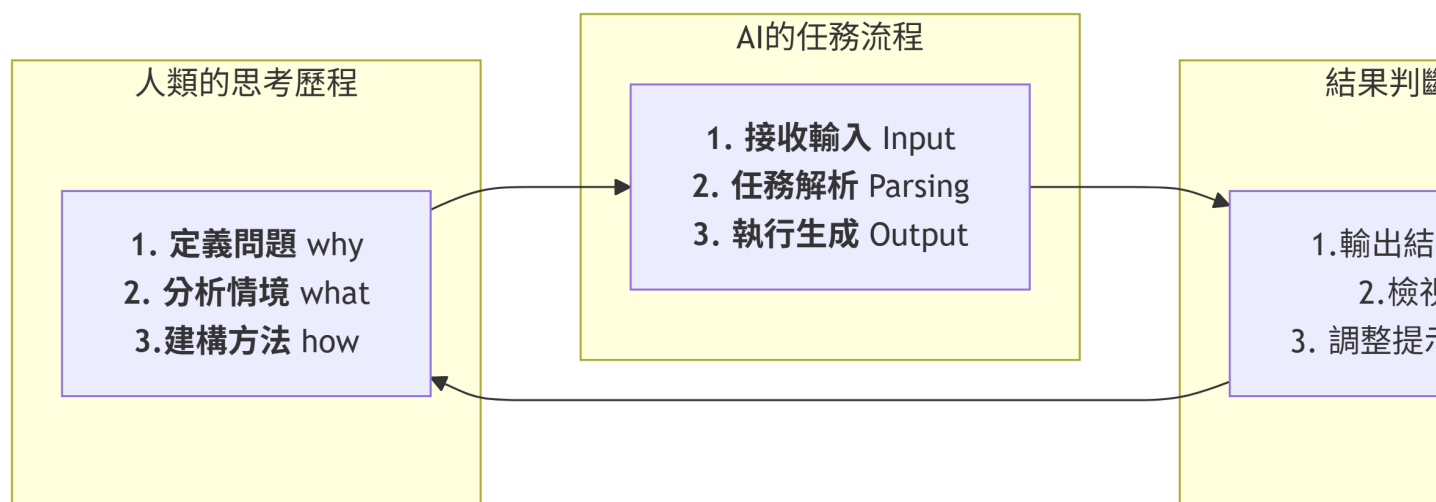 人類的思考歷程
1. 定義問題 why
2. 分析情境 what
3.建構方法 how
AI的任務流程
1. 接收輸入 Input
2. 任務解析 Parsing
3. 執行生成 Output
結果判
1.輸出結
2.檢
3. 調整提